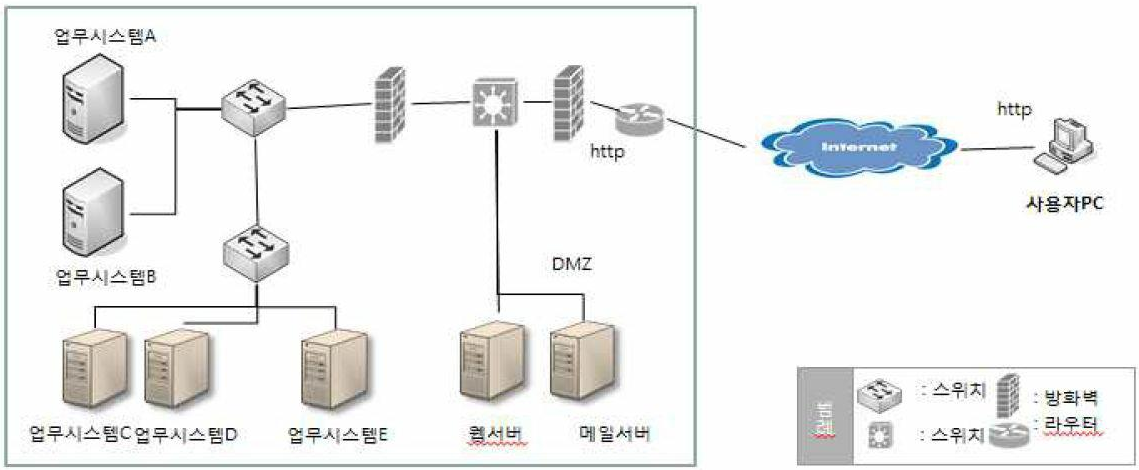 업무시스템A
http
Internet
http
사용자PC
업무시스템B
DMZ
업무시스템C
업무시스템D
업무시스템E
웹서버
메일서버
범례
: 스위치
: 방화벽
: 스위치
: 라우터